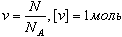 ν = N/N_A, [ν] = 1 моль